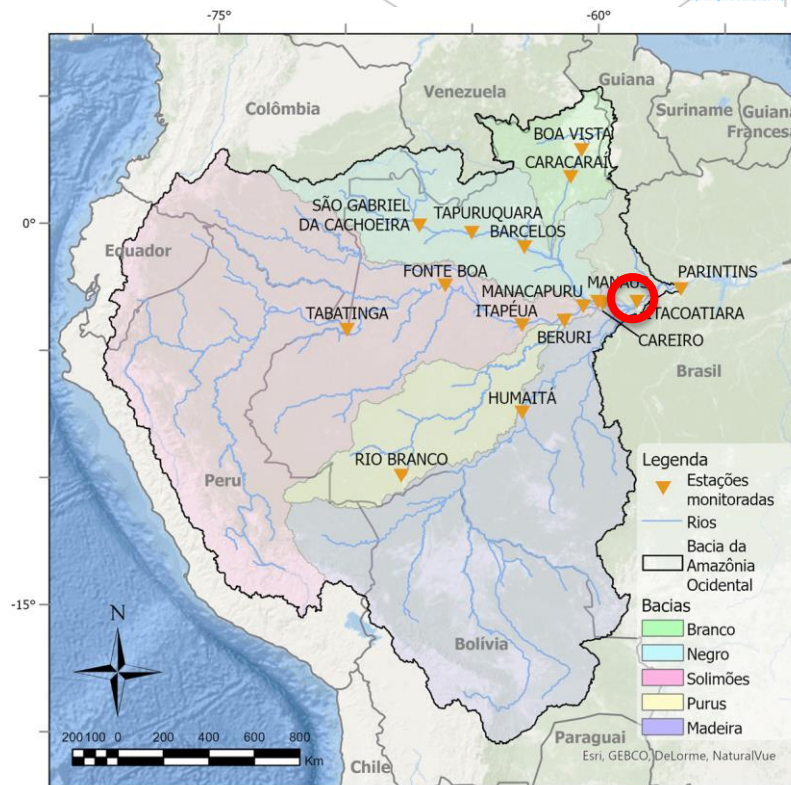 -75°
-60°
Venezuela
Guiana
Colômbia
Suriname
Guiana
Francesa
BOA VISTA
CARACARAÍ
SÃO GABRIEL
DA CACHOEIRA
TAPURUQUARA
BARCELOS
0°
Equador
FONTE BOA
MANAUS
PARINTINS
MANACAPURU
TABATINGA
ITAPÉUA
ITACOATIARA
BERURI
CAREIRO
Brasil
HUMAITÁ
RIO BRANCO
Peru
Legenda
Estações
monitoradas
Rios
Bacia da
Amazônia
Ocidental
-15°
N
Bolívia
Bacias
Branco
Negro
Solimões
Purus
Madeira
200 100 0 200 400 600 800
Km
Paraguai
Chile
Esri, GEBCO, DeLorme, NaturalVue